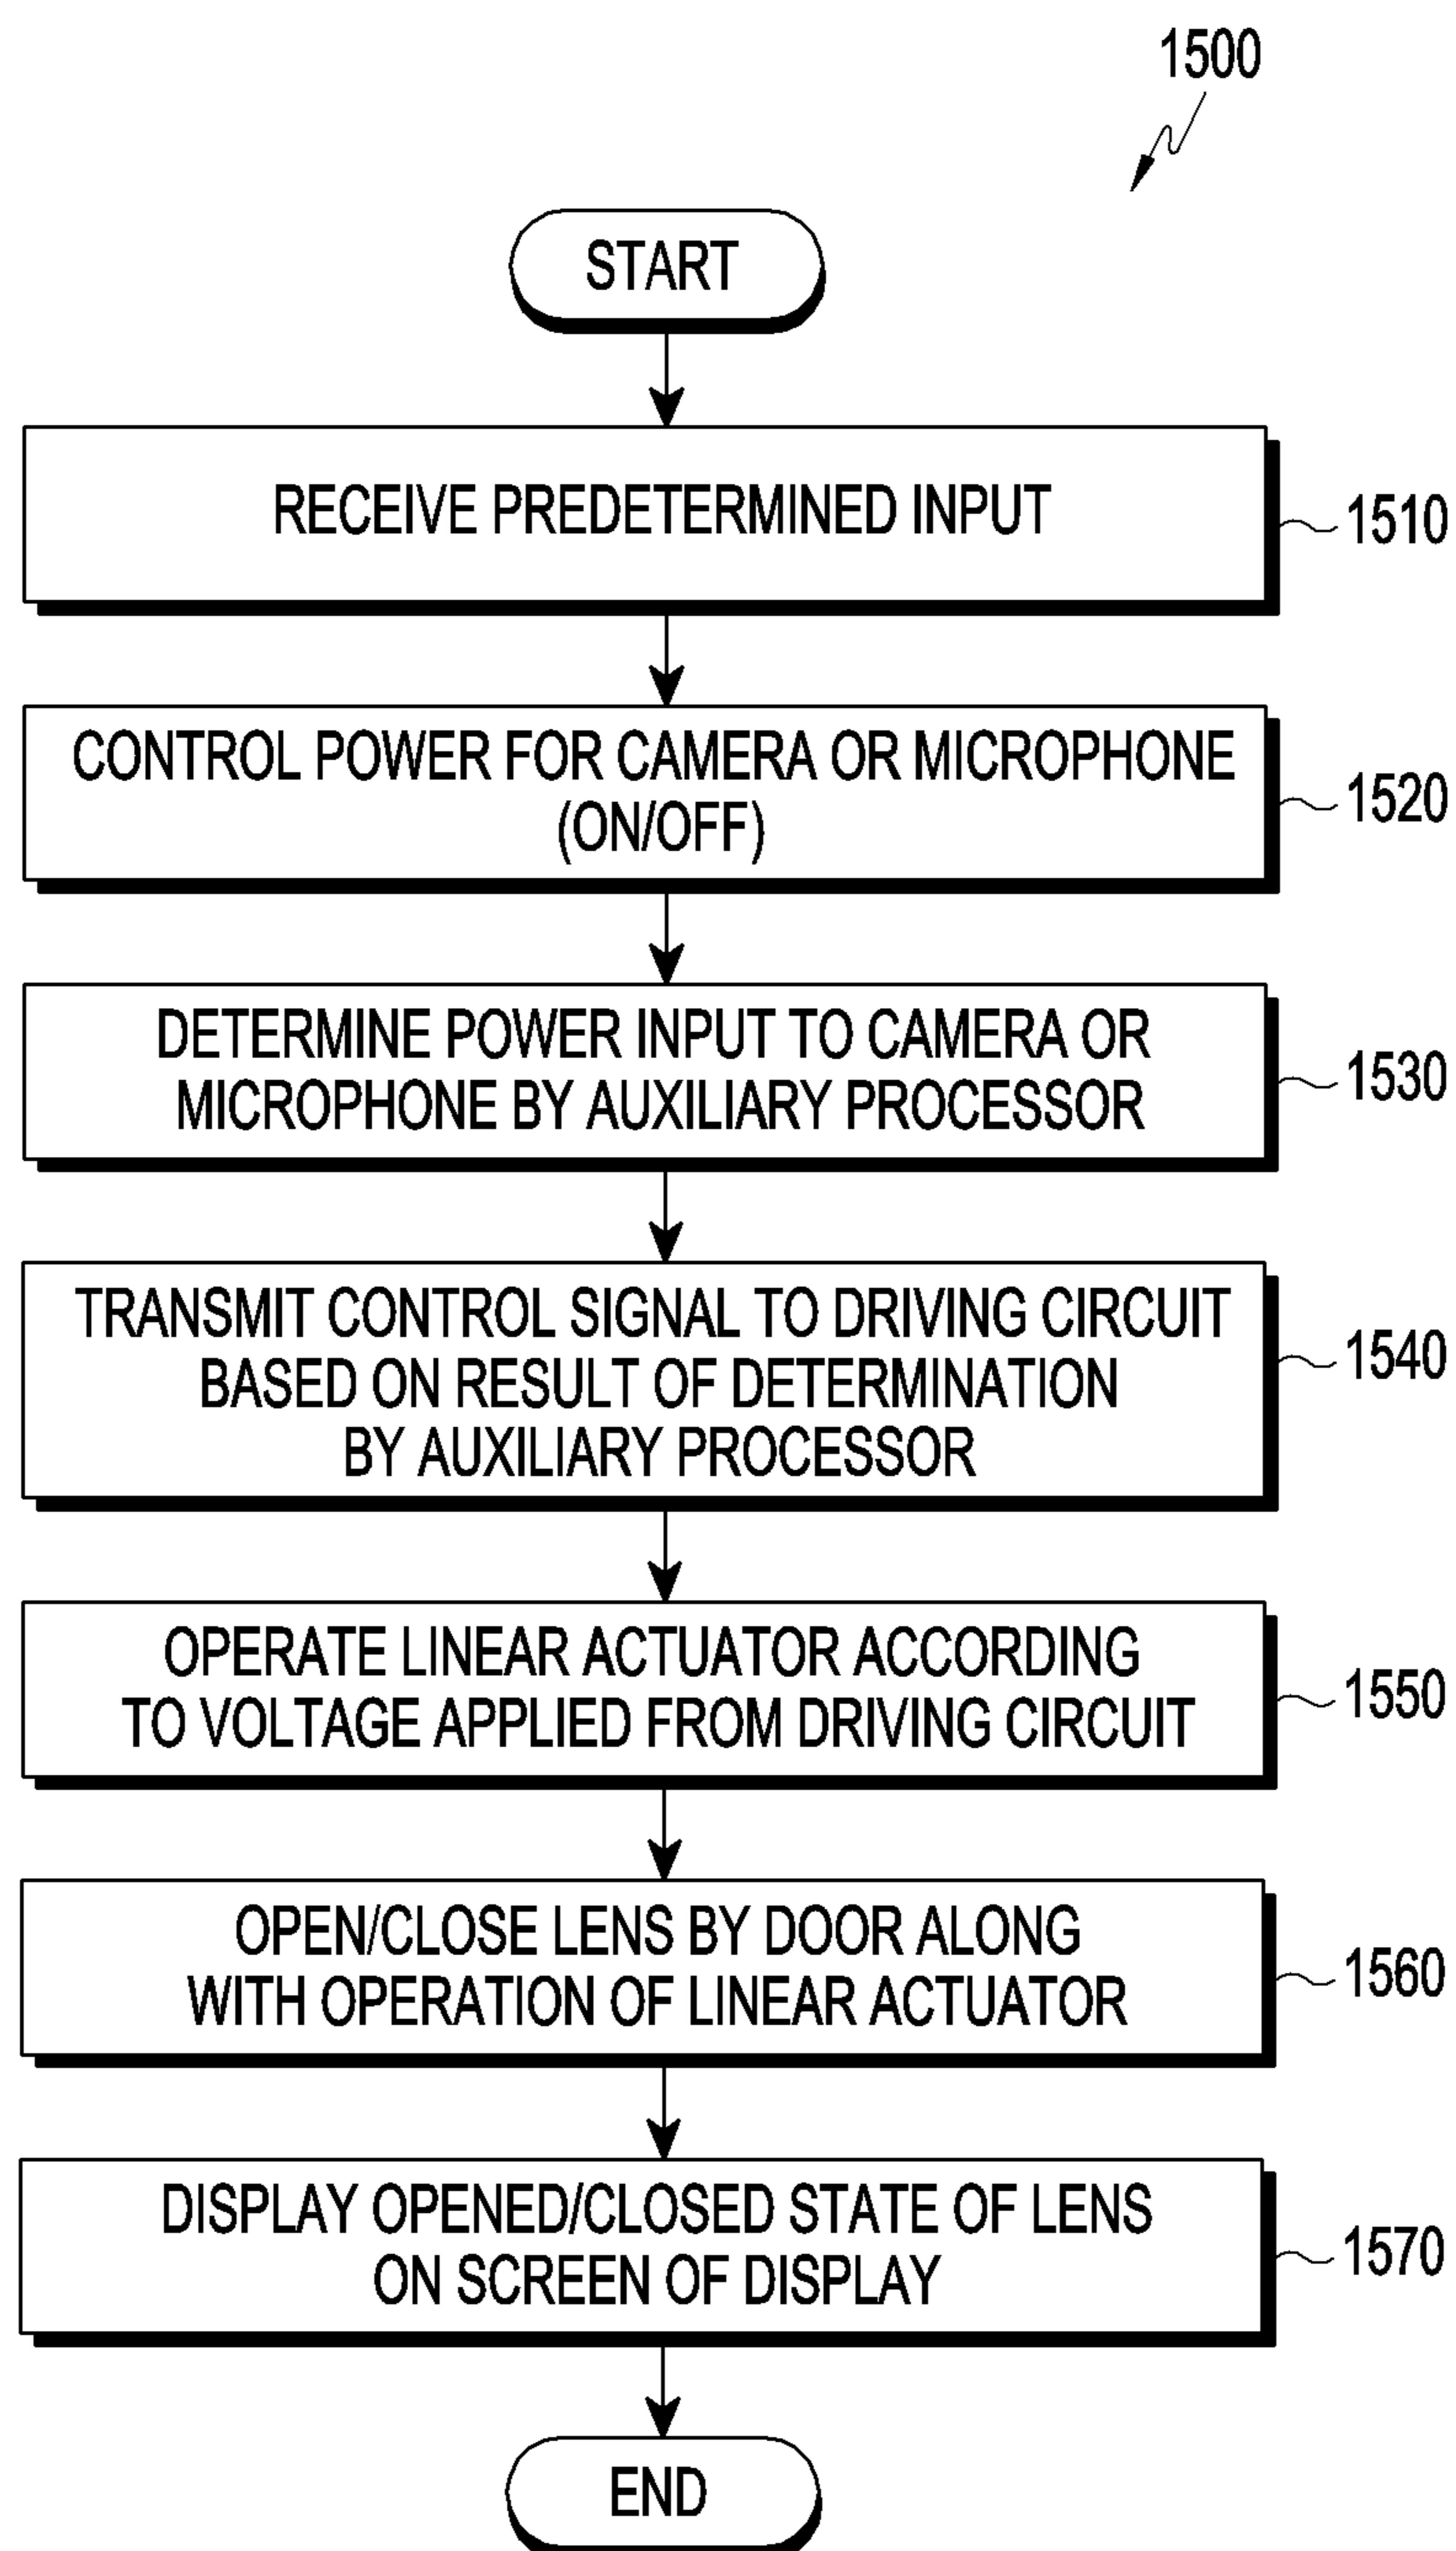 1500
START
RECEIVE PREDETERMINED INPUT
1510
CONTROL POWER FOR CAMERA OR MICROPHONE
(ON/OFF)
1520
DETERMINE POWER INPUT TO CAMERA OR
MICROPHONE BY AUXILIARY PROCESSOR
1530
TRANSMIT CONTROL SIGNAL TO DRIVING CIRCUIT
BASED ON RESULT OF DETERMINATION
BY AUXILIARY PROCESSOR
1540
OPERATE LINEAR ACTUATOR ACCORDING
TO VOLTAGE APPLIED FROM DRIVING CIRCUIT
1550
OPEN/CLOSE LENS BY DOOR ALONG
WITH OPERATION OF LINEAR ACTUATOR
1560
DISPLAY OPENED/CLOSED STATE OF LENS
ON SCREEN OF DISPLAY
1570
END